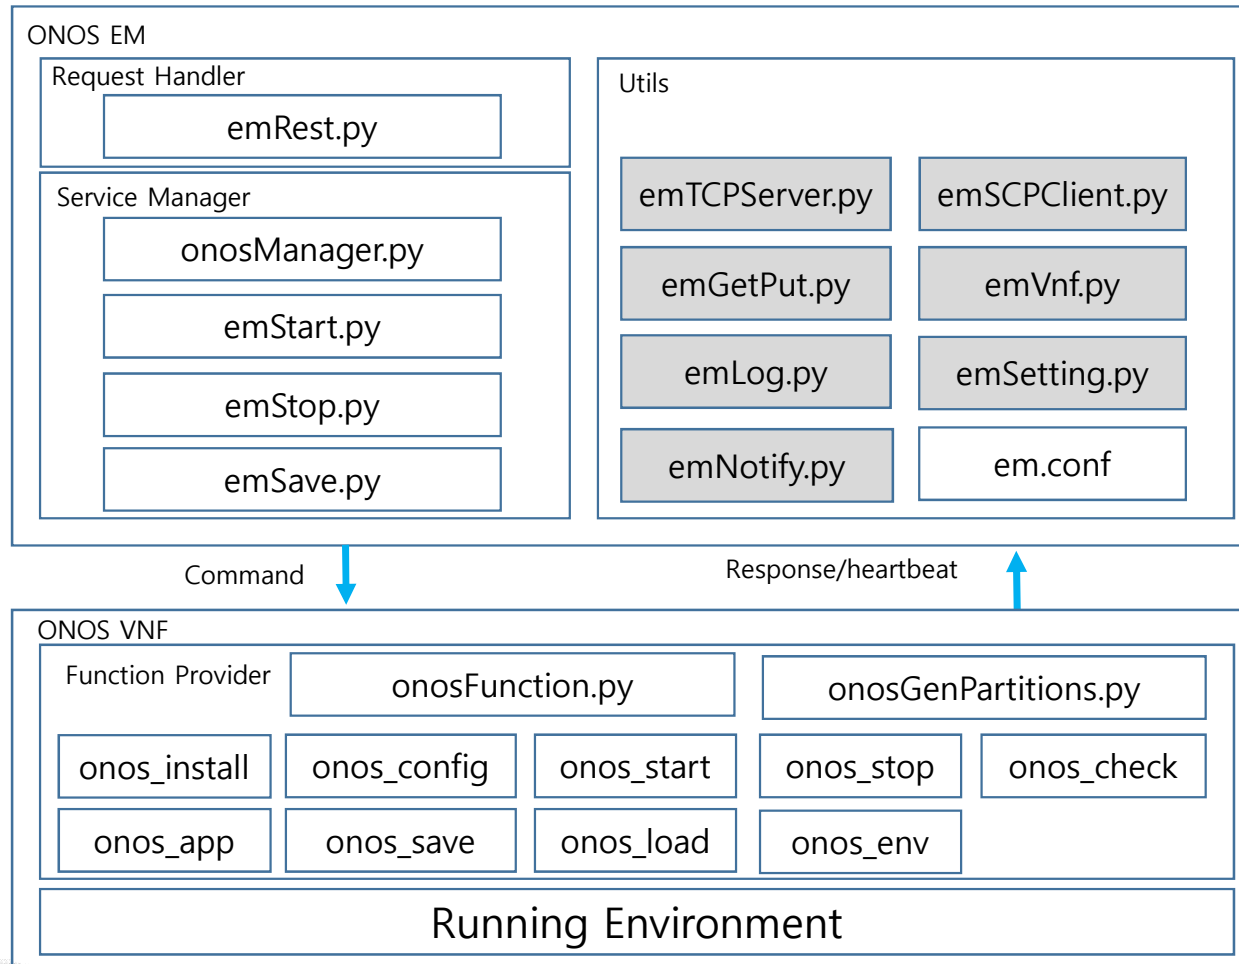 ONOS EM
Request Handler
emRest.py
Service Manager
onosManager.py
emStart.py
emStop.py
emSave.py
Utils
emTCPServer.py
emSCPClient.py
emGetPut.py
emVnf.py
emLog.py
emSetting.py
emNotify.py
em.conf
Command
Response/heartbeat
ONOS VNF
Function Provider
onosFunction.py
onosGenPartitions.py
onos_install
onos_config
onos_start
onos_stop
onos_check
onos_app
onos_save
onos_load
onos_env
Running Environment